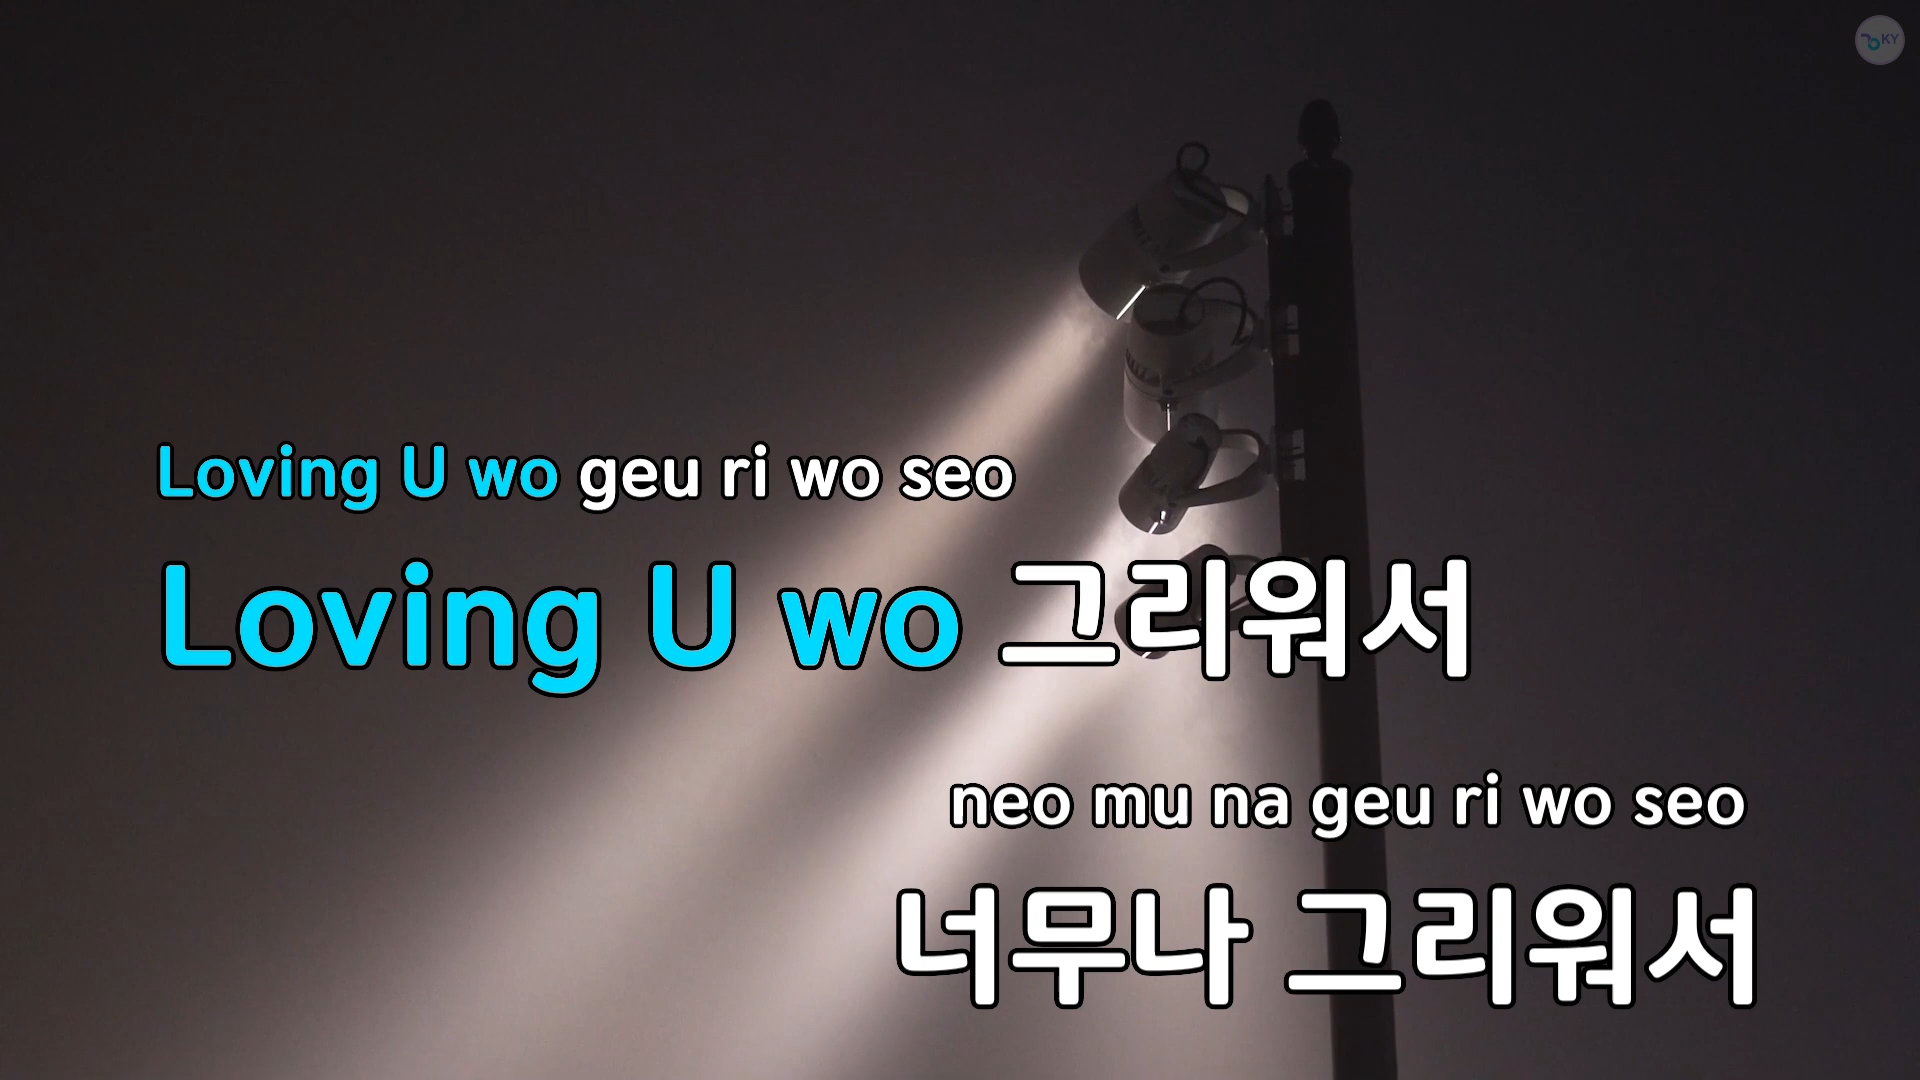 KY
Loving U wo geu ri wo seo
Loving U wo 그리워서
neo mu na geu ri wo seo
너무나 그리워서